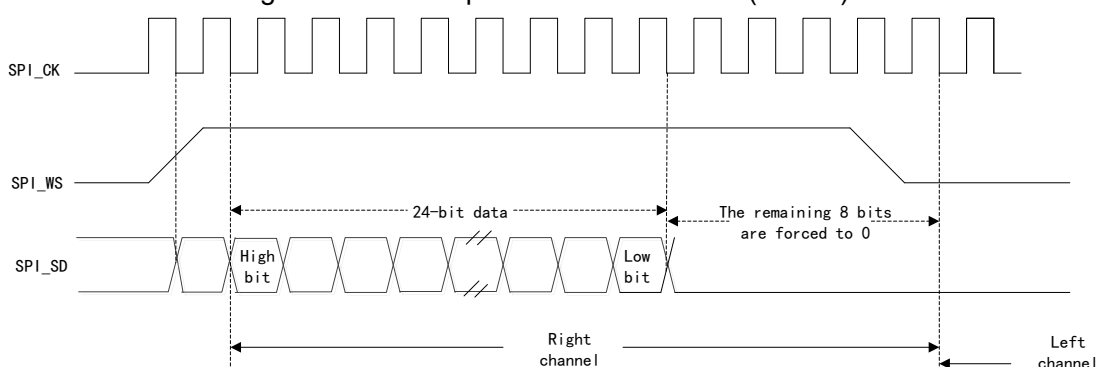 SPI_CK
SPI_WS
24-bit data
The remaining 8 bits
are forced to 0
SPI_SD
High
bit
Low
bit
Right
channel
Left
channel